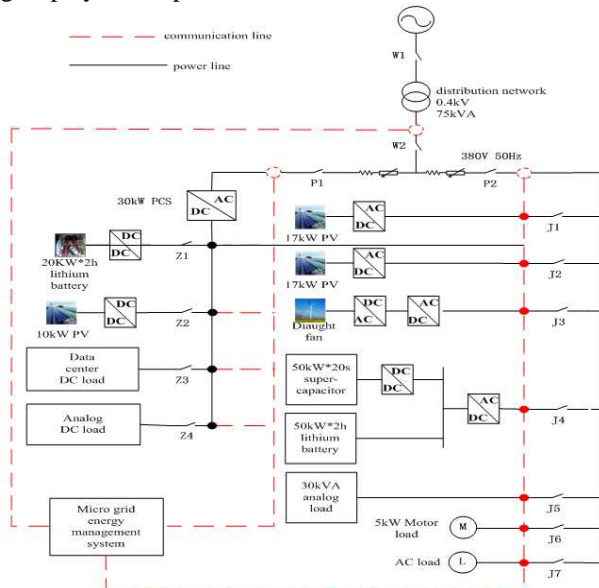 communication line
power line
W1
distribution network
0.4kV
75kVA
W2
380V 50Hz
P1
P2
30kW PCS
AC
DC
17kW PV
AC
DC
J1
20KW*2h
lithium
battery
DC
DC
Z1
17kW PV
AC
DC
J2
10kW PV
DC
DC
Z2
Diaught
fan
DC
AC
AC
DC
J3
Data
center
DC load
Z3
50kW*20s
super-
capacitor
DC
DC
AC
DC
J4
Analog
DC load
Z4
50kW*2h
lithium
battery
30kVA
analog
load
J5
Micro grid
energy
management
system
5kW Motor
load
M
J6
AC load
L
J7